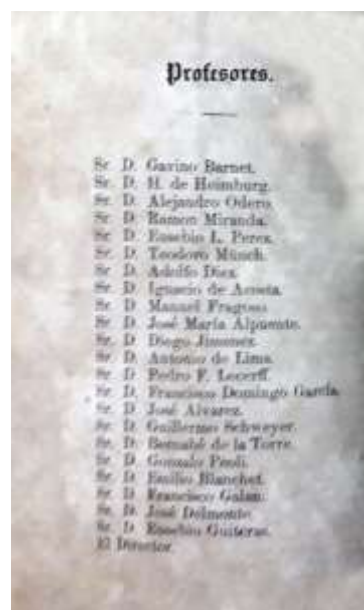 Profesores.
Sr. D. Gavino Barnet.
Sr. D. H. de Heimburg.
Sr. D. Alejandro Odero.
Sr. D. Ramon Miranda.
Sr. D. Eusebio L. Perez.
Sr. D. Teodoro Münch.
Sr. D. Adolfo Diaz.
Sr. D. Ignacio de Acosta.
Sr. D. Manuel Fragoso.
Sr. D. José María Alpuente.
Sr. D. Diego Jimenez.
Sr. D. Antonio de Lima.
Sr. D. Pedro F. Lecerff.
Sr. D. Francisco Domingo García.
Sr. D. José Alvarez.
Sr. D. Guillermo Schweyer.
Sr. D. Bernabé de la Torre.
Sr. D. Gonzalo Peoli.
Sr. D. Emilio Blanchet.
Sr. D. Francisco Galan.
Sr. D. José Delmonte.
Sr. D. Eusebio Guiteras.
El Director.